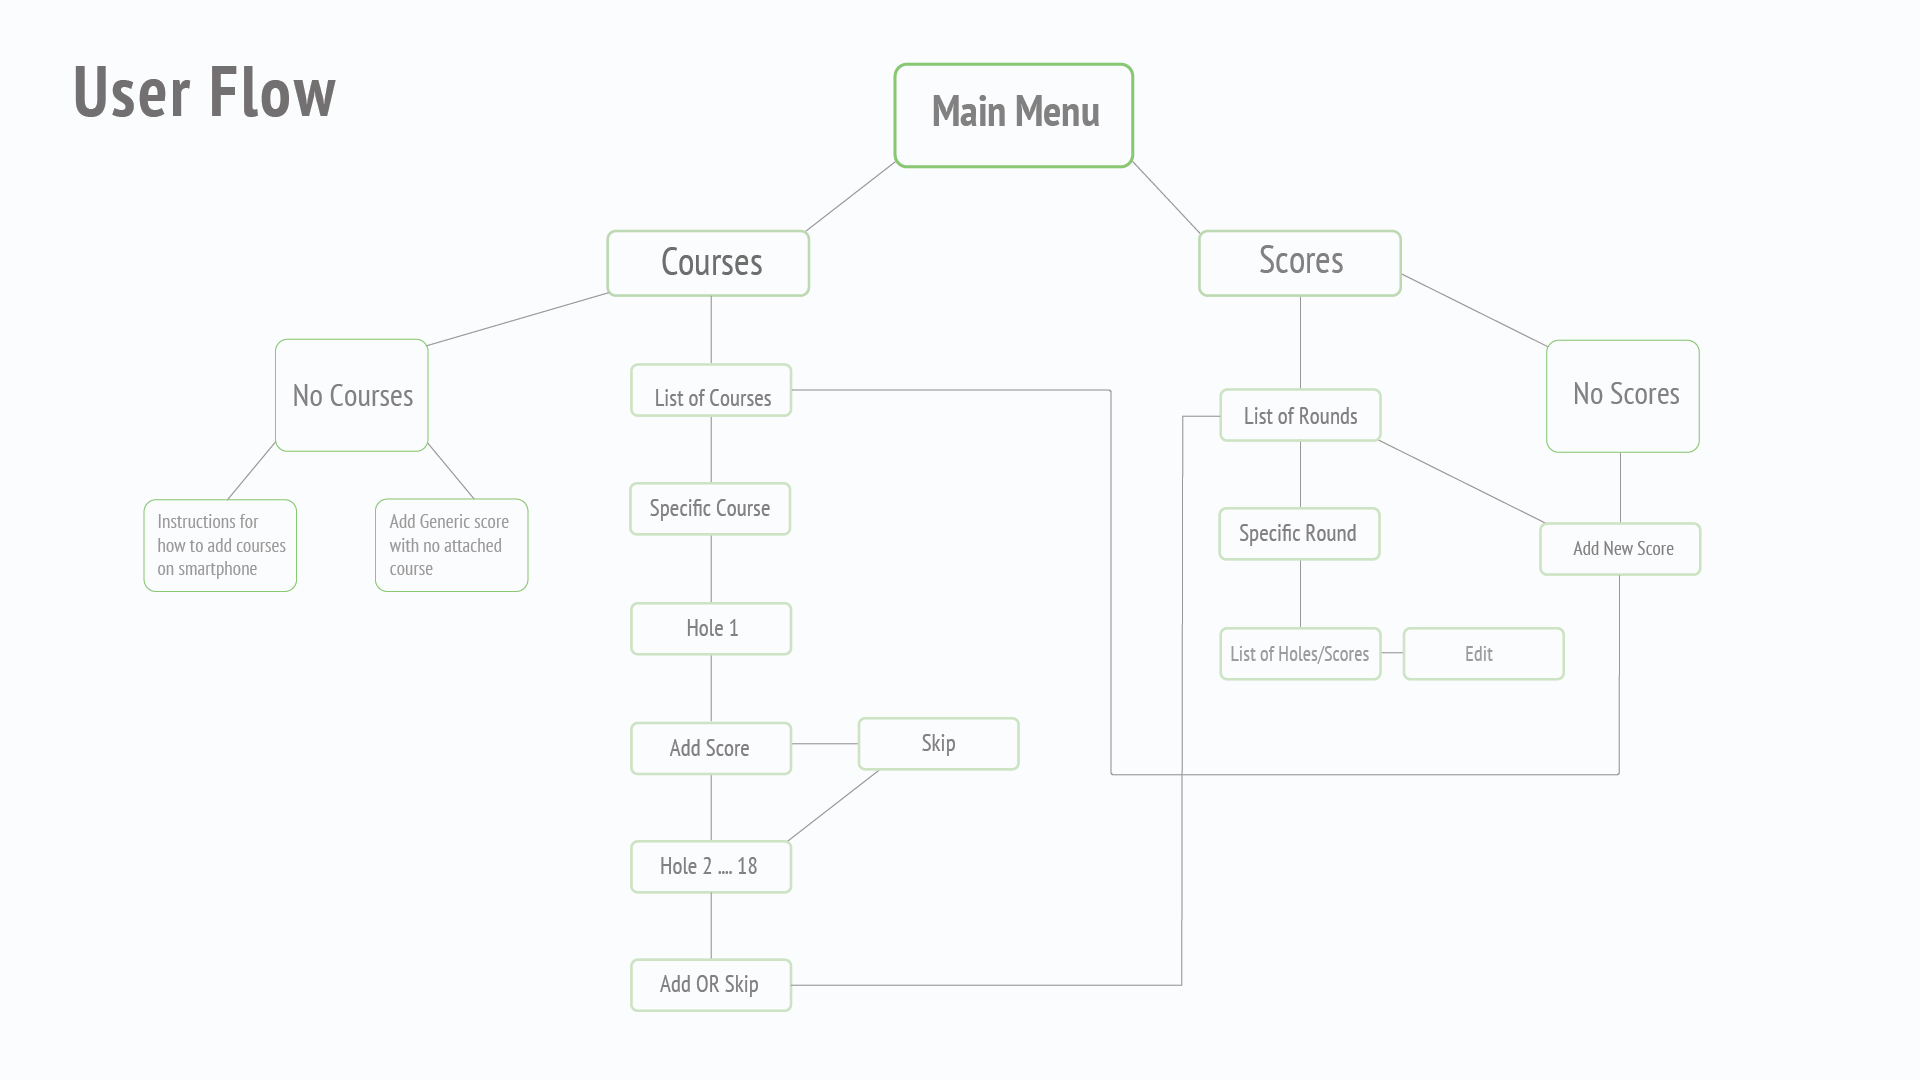 User Flow
Main Menu
Courses
Scores
No Courses
List of Courses
List of Rounds
No Scores
Instructions for
how to add courses
on smartphone
Add Generic score
with no attached
course
Specific Course
Specific Round
Add New Score
Hole 1
List of Holes/Scores
Edit
Add Score
Skip
Hole 2 .... 18
Add OR Skip